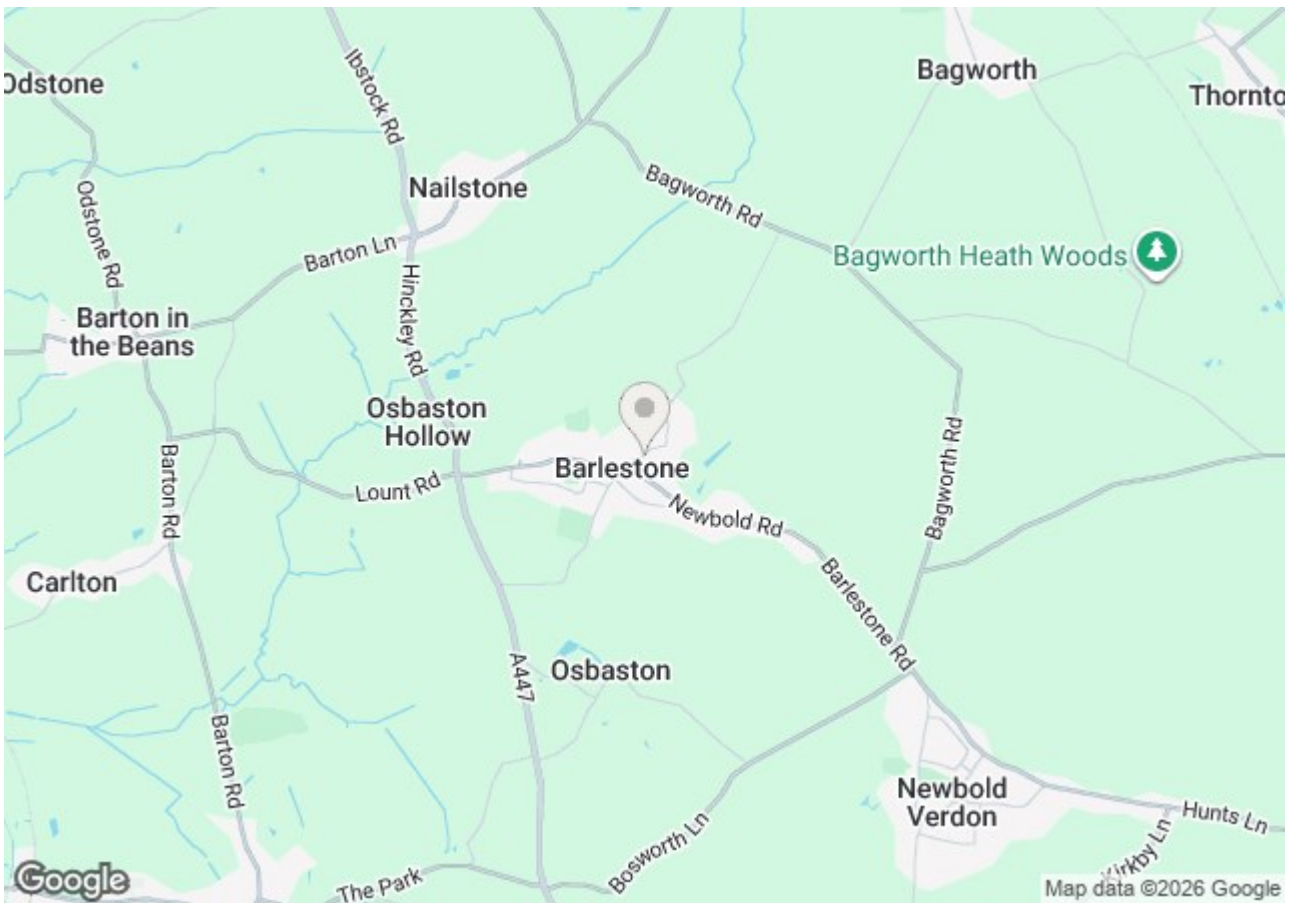 Odstone
Ibstock Rd
Bagworth
Thornto
Nailstone
Bagworth Rd
Odstone Rd
Barton Ln
Bagworth Heath Woods
Hinckley Rd
Barton in
the Beans
Osbaston
Hollow
Barton Rd
Lount Rd
Barlestone
Newbold Rd
Bagworth Rd
Carlton
Barlestone Rd
A447
Osbaston
Barton Rd
Newbold
Verdon
Hunts Ln
Kirkby Ln
Bosworth Ln
The Park
Google
Map data ©2026 Google